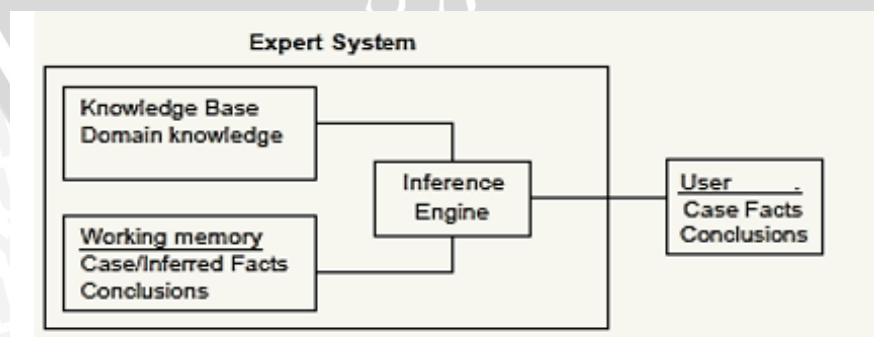 Expert System
Knowledge Base
Domain knowledge
Inference
Engine
Working memory
Case/Inferred Facts
Conclusions
User .
Case Facts
Conclusions